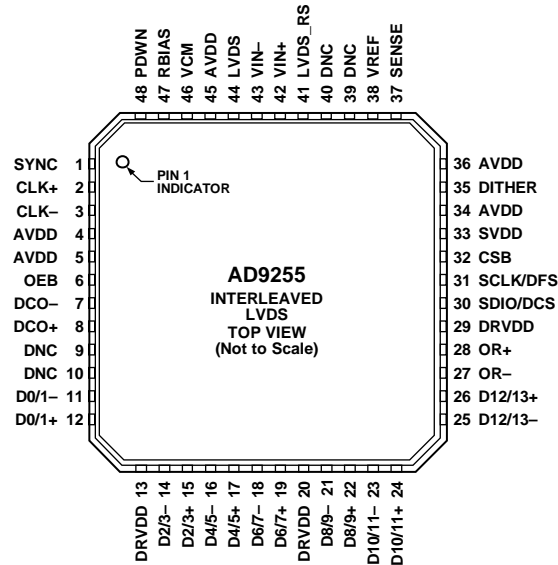 48 PDWN
47 RBIAS
46 VCM
45 AVDD
44 LVDS
43 VIN–
42 VIN+
41 LVDS_RS
40 DNC
39 DNC
38 VREF
37 SENSE
SYNC 1
CLK+ 2
CLK– 3
AVDD 4
AVDD 5
OEB 6
DCO– 7
DCO+ 8
DNC 9
DNC 10
D0/1– 11
D0/1+ 12
PIN 1
INDICATOR
AD9255
INTERLEAVED
LVDS
TOP VIEW
(Not to Scale)
36 AVDD
35 DITHER
34 AVDD
33 SVDD
32 CSB
31 SCLK/DFS
30 SDIO/DCS
29 DRVDD
28 OR+
27 OR–
26 D12/13+
25 D12/13–
DRVDD 13
D2/3– 14
D2/3+ 15
D4/5– 16
D4/5+ 17
D6/7– 18
D6/7+ 19
DRVDD 20
D8/9– 21
D8/9+ 22
D10/11– 23
D10/11+ 24